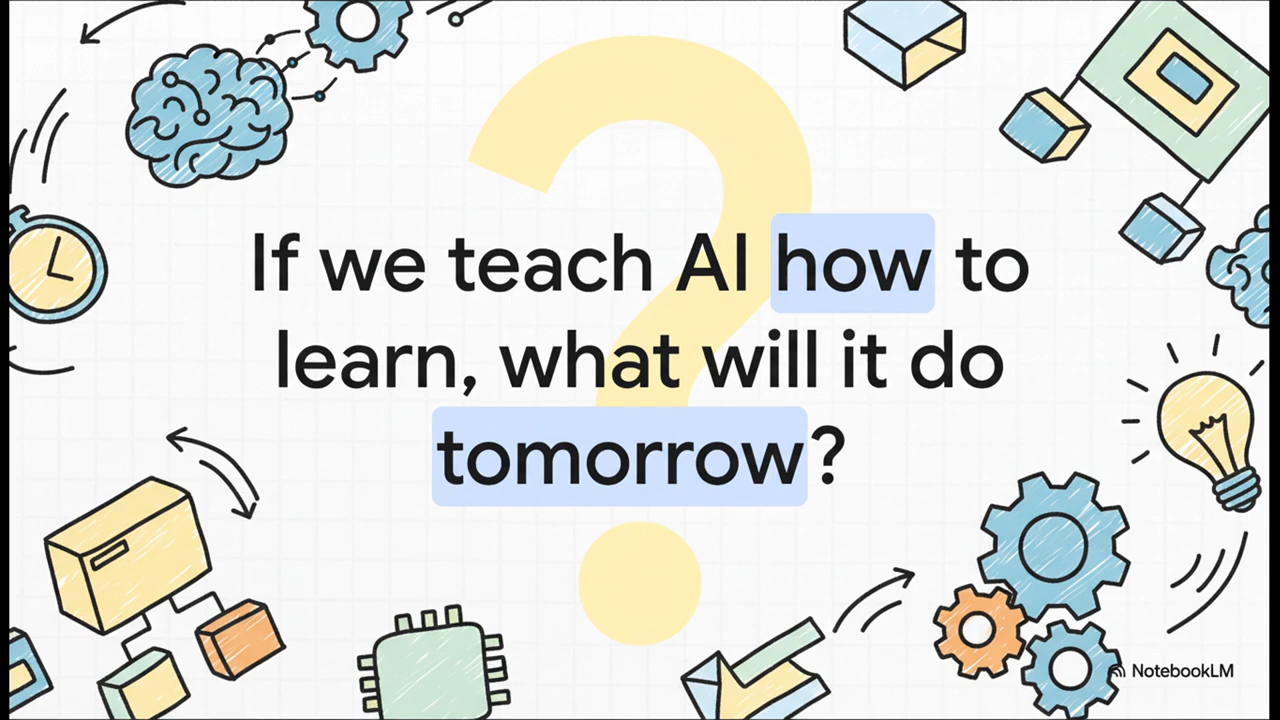 If we teach AI how to
learn, what will it do
tomorrow?
NotebookLM